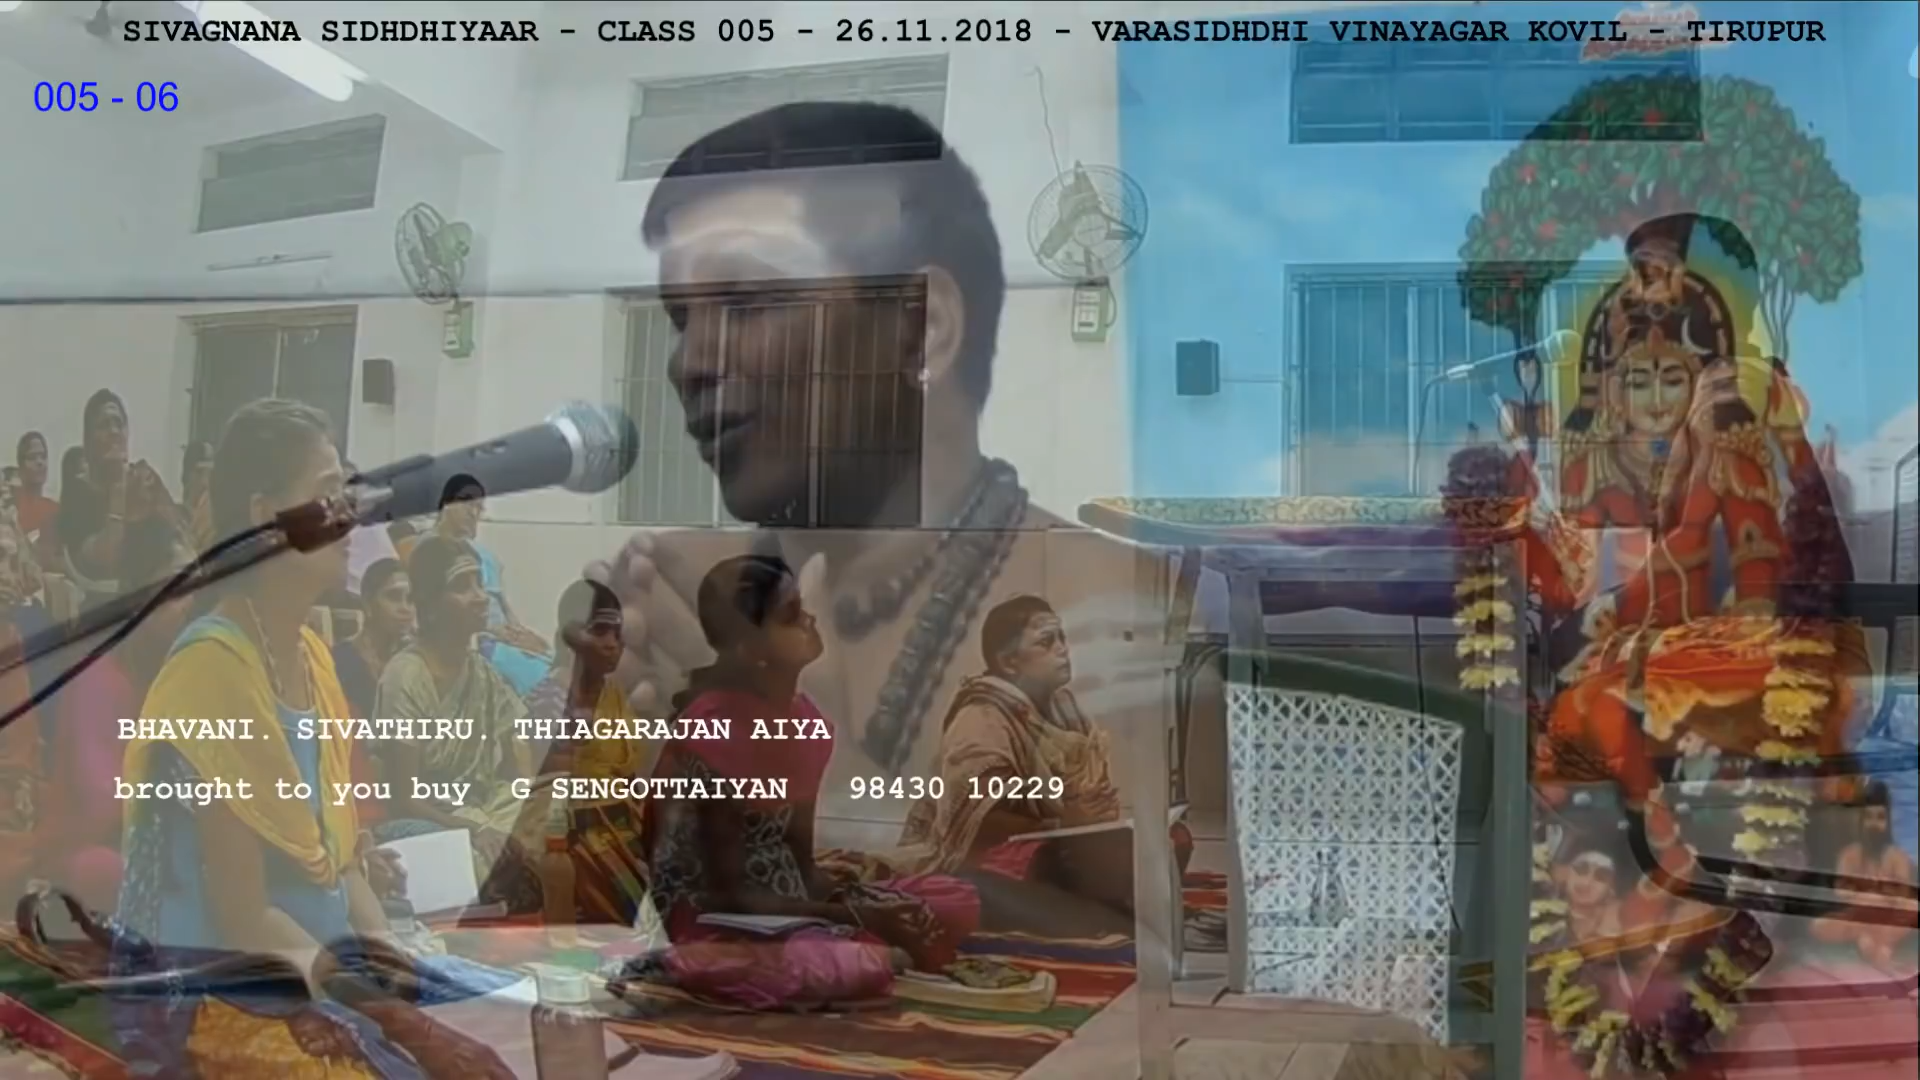 SIVAGNANA SIDHDHIYAAR - CLASS 005 - 26.11.2018 - VARASIDHDHI VINAYAGAR KOVIL - TIRUPUR
005 - 06
BHAVANI. SIVATHIRU. THIAGARAJAN AIYA
brought to you buy G SENGOTTAIYAN 98430 10229